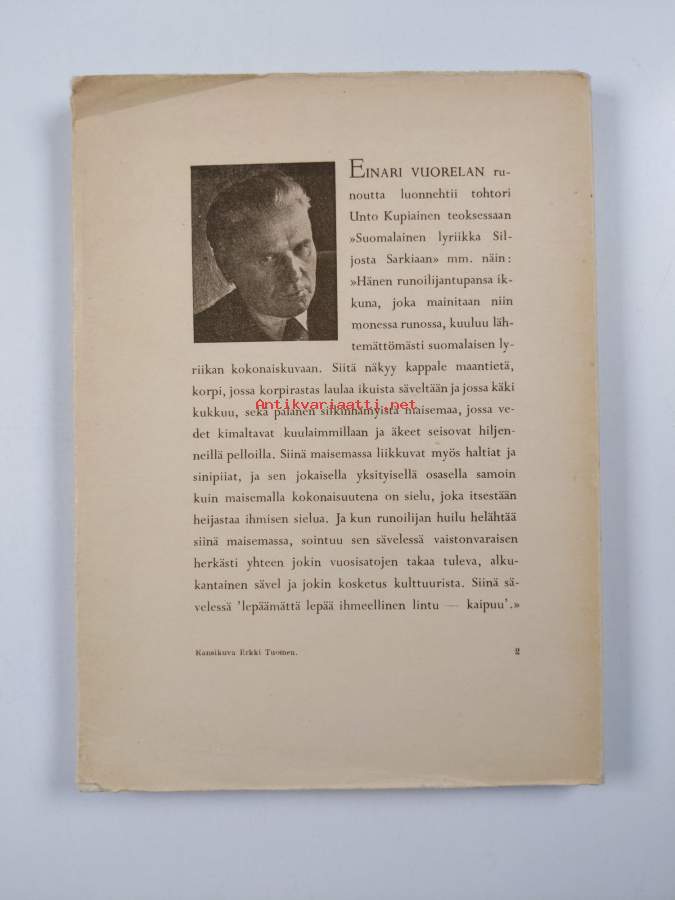 EINARI VUORELAN ru-
noutta luonnehtii tohtori
Unto Kupiainen teoksessaan
»Suomalainen lyriikka Sil-
josta Sarkiaan» mm. näin:
»Hänen runoilijantupansa ik-
kuna, joka mainitaan niin
monessa runossa, kuuluu läh-
temättömästi suomalaisen ly-
riikan kokonaiskuvaan. Siitä näkyy kappale maantietä,
korpi, jossa korpirastas laulaa ikuista säveltään ja jossa käki
Antikvariaatti.net
kukkuu, sekä palanen silkinhämyistä maisemaa, jossa ve-
det kimaltavat kuulaimmillaan ja äkeet seisovat hiljen-
neillä pelloilla. Siinä maisemassa liikkuvat myös haltiat ja
sinipiiat, ja sen jokaisella yksityisellä osasella samoin
kuin maisemalla kokonaisuutena on sielu, joka itsestään
heijastaa ihmisen sielua. Ja kun runoilijan huilu helähtää
siinä maisemassa, sointuu sen sävelessä vaistonvaraisen
herkästi yhteen jokin vuosisatojen takaa tuleva, alku-
kantainen sävel ja jokin kosketus kulttuurista. Siinä sä-
velessä 'lepäämättä lepää ihmeellinen lintu — kaipuu'.»
Kansikuva Erkki Tuomen.
2